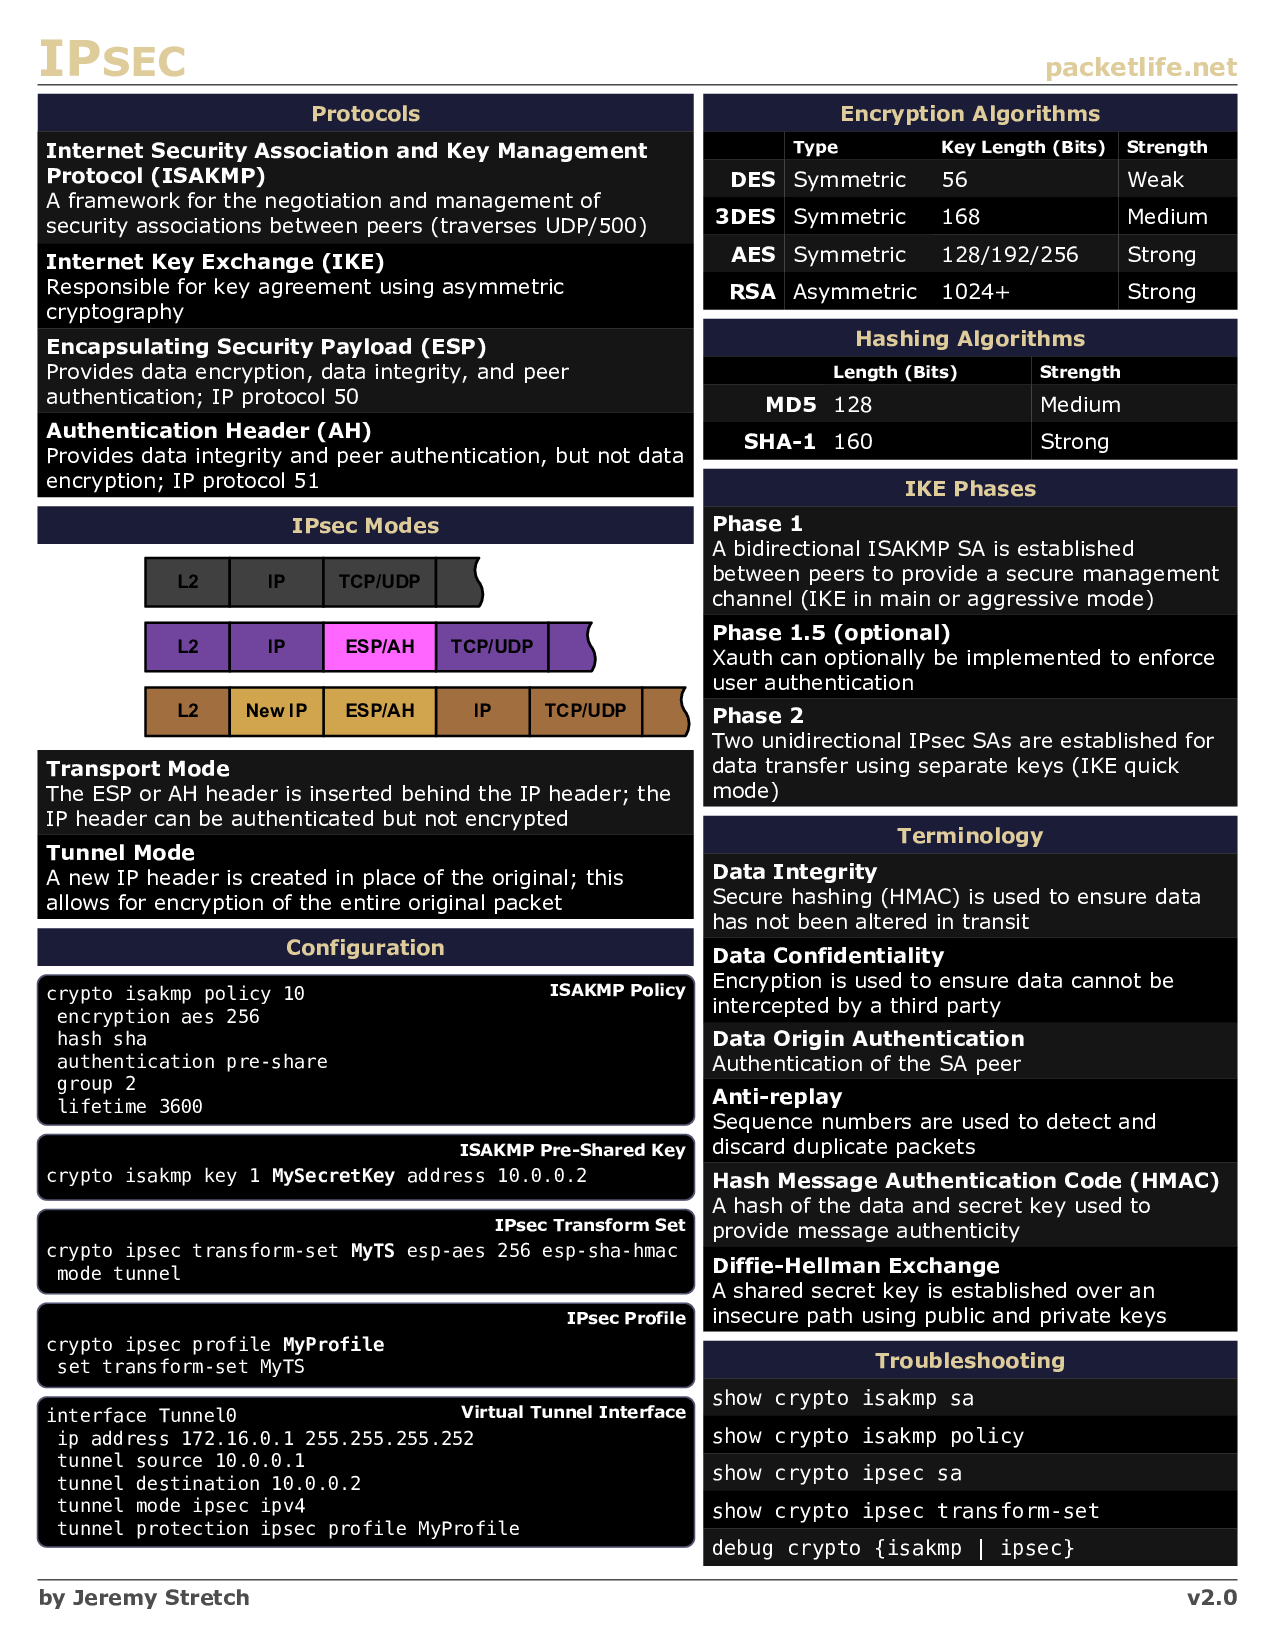 IPSEC
packetlife.net
Protocols
Internet Security Association and Key Management
Protocol (ISAKMP)
A framework for the negotiation and management of
security associations between peers (traverses UDP/500)
Internet Key Exchange (IKE)
Responsible for key agreement using asymmetric
cryptography
Encapsulating Security Payload (ESP)
Provides data encryption, data integrity, and peer
authentication; IP protocol 50
Authentication Header (AH)
Provides data integrity and peer authentication, but not data
encryption; IP protocol 51
IPsec Modes
L2 IP TCP/UDP
L2 IP ESP/AH TCP/UDP
L2 New IP ESP/AH IP TCP/UDP
Transport Mode
The ESP or AH header is inserted behind the IP header; the
IP header can be authenticated but not encrypted
Tunnel Mode
A new IP header is created in place of the original; this
allows for encryption of the entire original packet
Configuration
ISAKMP Policy
crypto isakmp policy 10
encryption aes 256
hash sha
authentication pre-share
group 2
lifetime 3600
ISAKMP Pre-Shared Key
crypto isakmp key 1 MySecretKey address 10.0.0.2
IPsec Transform Set
crypto ipsec transform-set MyTS esp-aes 256 esp-sha-hmac
mode tunnel
IPsec Profile
crypto ipsec profile MyProfile
set transform-set MyTS
Virtual Tunnel Interface
interface Tunnel0
ip address 172.16.0.1 255.255.255.252
tunnel source 10.0.0.1
tunnel destination 10.0.0.2
tunnel mode ipsec ipv4
tunnel protection ipsec profile MyProfile
Encryption Algorithms
Type Key Length (Bits) Strength
DES Symmetric 56 Weak
3DES Symmetric 168 Medium
AES Symmetric 128/192/256 Strong
RSA Asymmetric 1024+ Strong
Hashing Algorithms
Length (Bits) Strength
MD5 128 Medium
SHA-1 160 Strong
IKE Phases
Phase 1
A bidirectional ISAKMP SA is established
between peers to provide a secure management
channel (IKE in main or aggressive mode)
Phase 1.5 (optional)
Xauth can optionally be implemented to enforce
user authentication
Phase 2
Two unidirectional IPsec SAs are established for
data transfer using separate keys (IKE quick
mode)
Terminology
Data Integrity
Secure hashing (HMAC) is used to ensure data
has not been altered in transit
Data Confidentiality
Encryption is used to ensure data cannot be
intercepted by a third party
Data Origin Authentication
Authentication of the SA peer
Anti-replay
Sequence numbers are used to detect and
discard duplicate packets
Hash Message Authentication Code (HMAC)
A hash of the data and secret key used to
provide message authenticity
Diffie-Hellman Exchange
A shared secret key is established over an
insecure path using public and private keys
Troubleshooting
show crypto isakmp sa
show crypto isakmp policy
show crypto ipsec sa
show crypto ipsec transform-set
debug crypto {isakmp | ipsec}
by Jeremy Stretch
v2.0